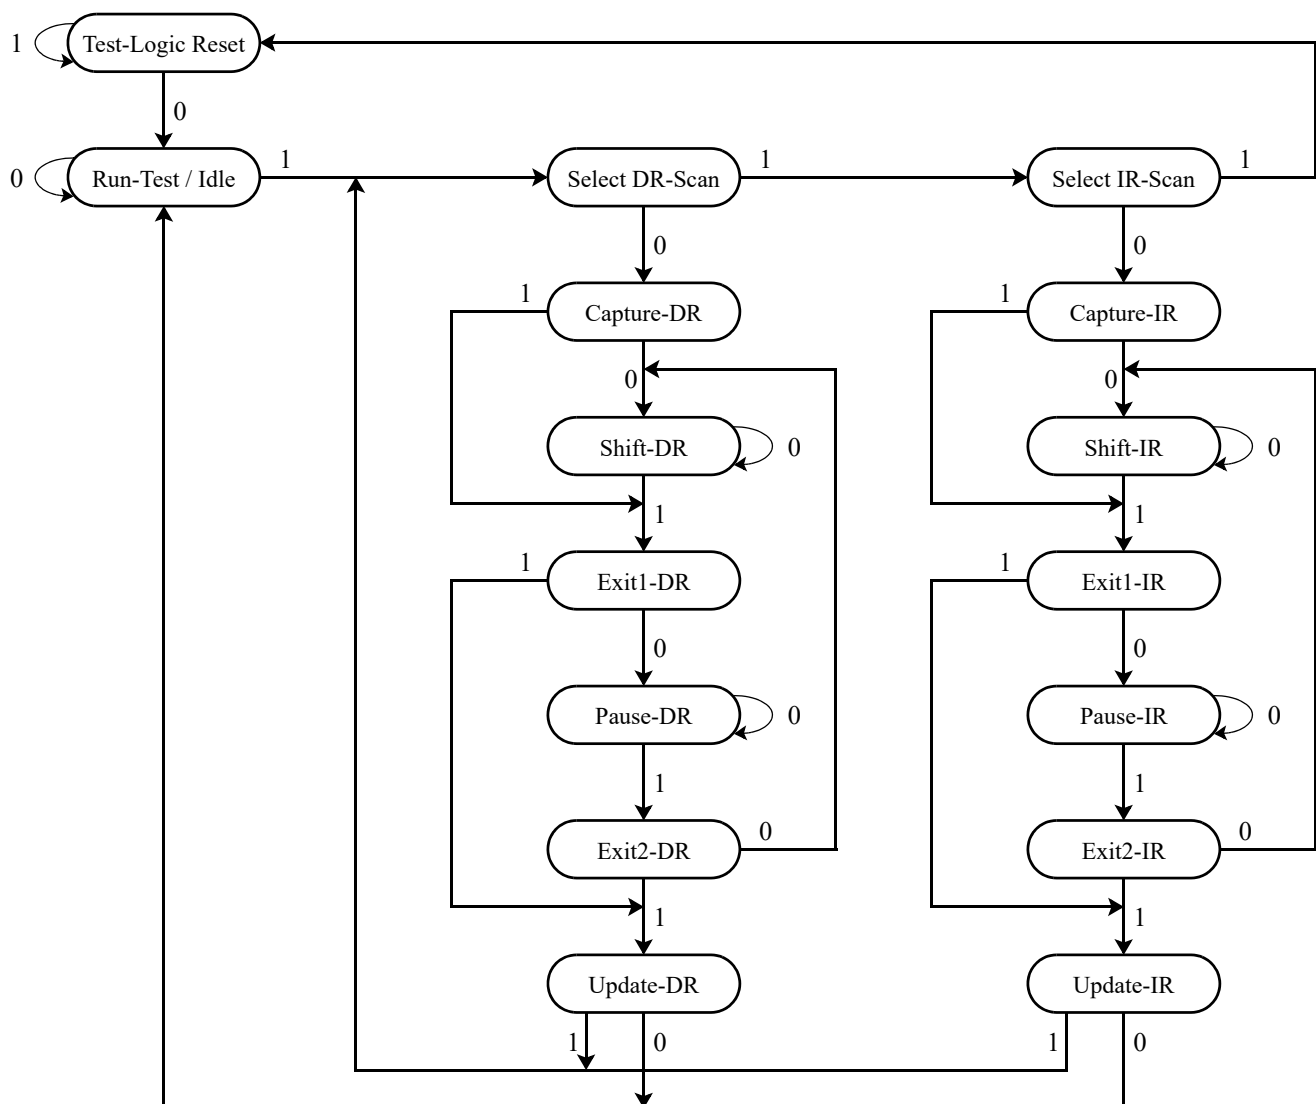 1
Test-Logic Reset
0
0
Run-Test / Idle
1
Select DR-Scan
1
Select IR-Scan
1
0
0
1
Capture-DR
1
Capture-IR
0
0
Shift-DR
0
Shift-IR
0
1
1
1
Exit1-DR
1
Exit1-IR
0
0
Pause-DR
0
Pause-IR
0
1
1
Exit2-DR
0
Exit2-IR
0
1
1
Update-DR
Update-IR
1
0
1
0